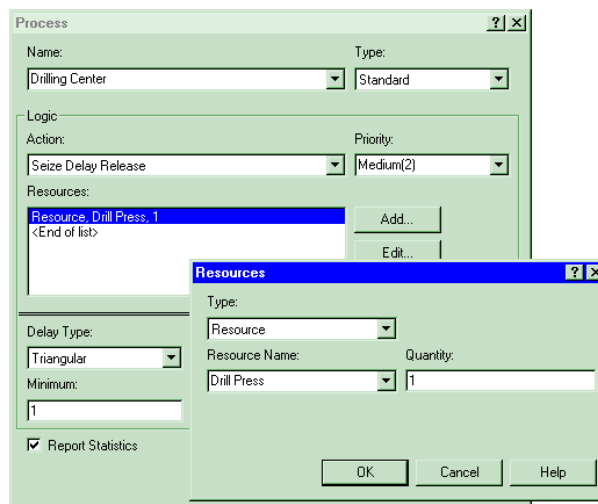 Process
Name: Type:
Drilling Center Standard
Logic
Action: Priority:
Seize Delay Release Medium(2)
Resources:
Resource, Drill Press, 1
<End of list>
Add...
Edit...
Resources
Type:
Resource
Resource Name: Quantity:
Drill Press 1
OK Cancel Help
Delay Type:
Triangular
Minimum:
1
Report Statistics